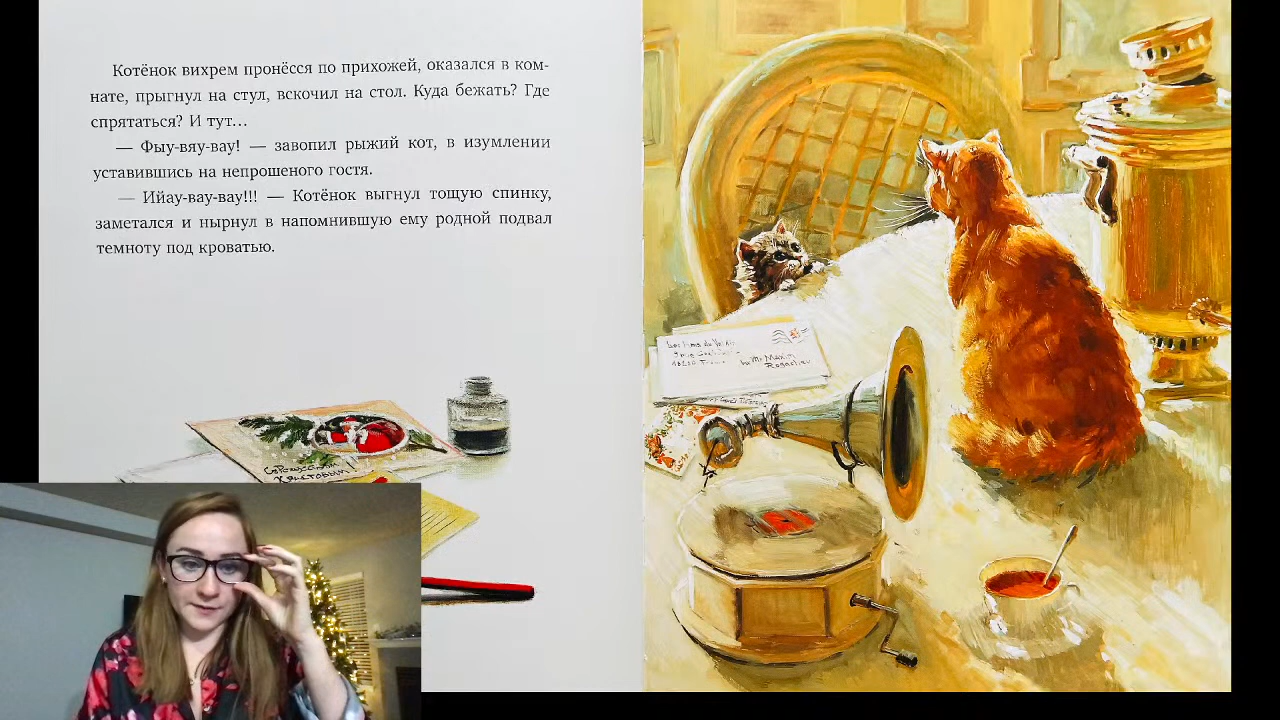 Котёнок вихрем пронёсся по прихожей, оказался в ком-
нате, прыгнул на стул, вскочил на стол. Куда бежать? Где
спрятаться? И тут...
— Фыу-вяу-вау! — завопил рыжий кот, в изумлении
уставившись на непрошеного гостя.
— Ийау-вау-вау!!! — Котёнок выгнул тощую спинку,
заметался и нырнул в напомнившую ему родной подвал
темноту под кроватью.
С Рождеством